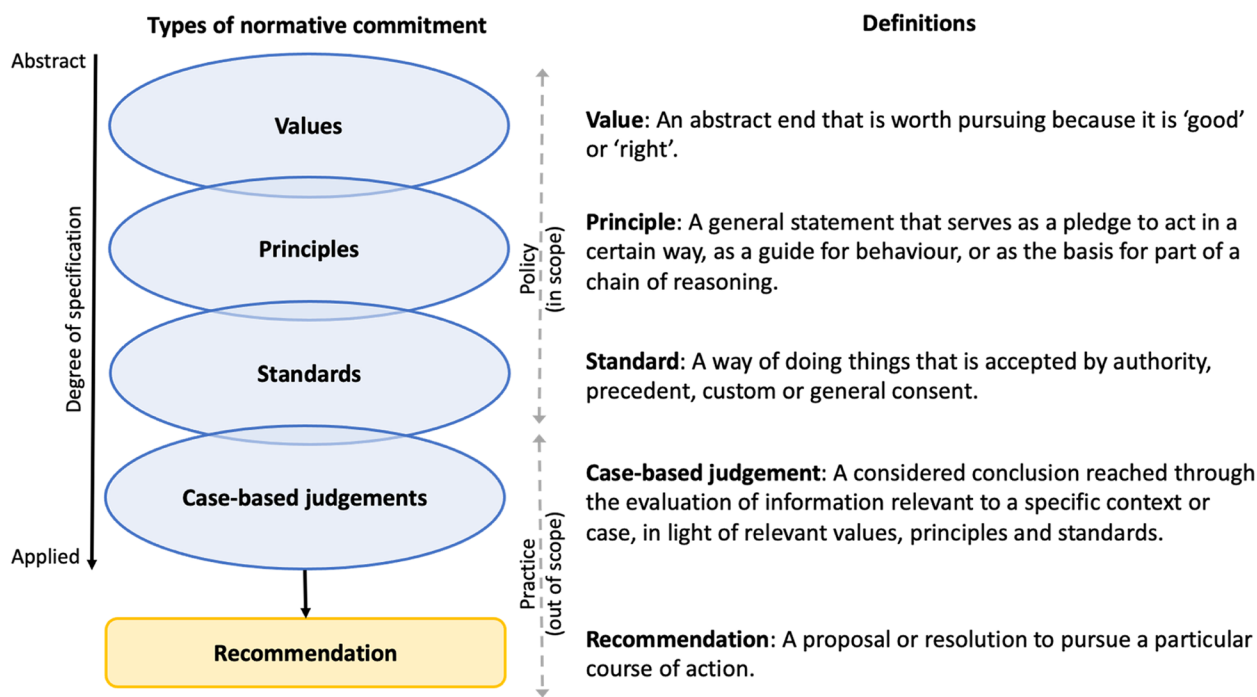 Types of normative commitment
Definitions
Abstract
Applied
Degree of specification
Values
Principles
Standards
Case-based judgements
Recommendation
Policy
(in scope)
Practice
(out of scope)
Value: An abstract end that is worth pursuing because it is ‘good’
or ‘right’.
Principle: A general statement that serves as a pledge to act in a
certain way, as a guide for behaviour, or as the basis for part of a
chain of reasoning.
Standard: A way of doing things that is accepted by authority,
precedent, custom or general consent.
Case-based judgement: A considered conclusion reached through
the evaluation of information relevant to a specific context or
case, in light of relevant values, principles and standards.
Recommendation: A proposal or resolution to pursue a particular
course of action.